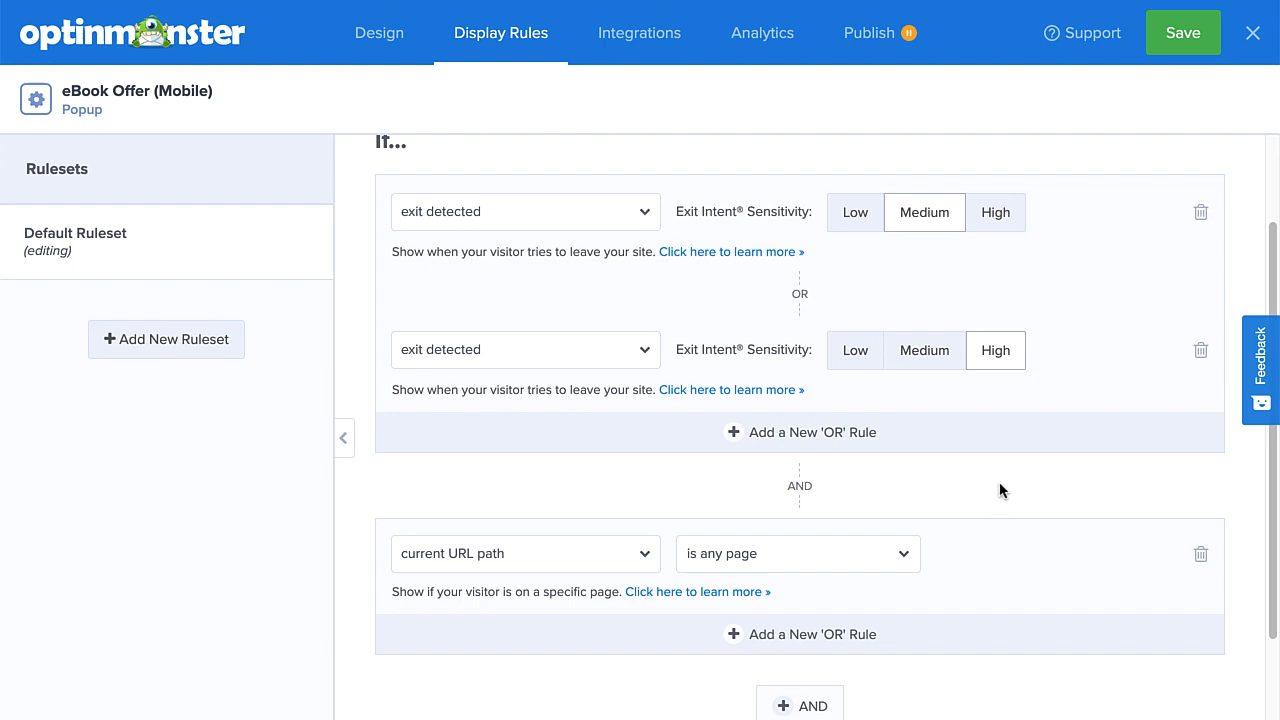 optinmonster
Design
Display Rules
Integrations
Analytics
Publish
Support
Save
eBook Offer (Mobile)
Popup
Rulesets
Default Ruleset
(editing)
Add New Ruleset
If...
exit detected
Exit Intent® Sensitivity:
Low
Medium
High
Show when your visitor tries to leave your site. Click here to learn more »
OR
exit detected
Exit Intent® Sensitivity:
Low
Medium
High
Show when your visitor tries to leave your site. Click here to learn more »
Add a New 'OR' Rule
AND
current URL path
is any page
Show if your visitor is on a specific page. Click here to learn more »
Add a New 'OR' Rule
AND
Feedback